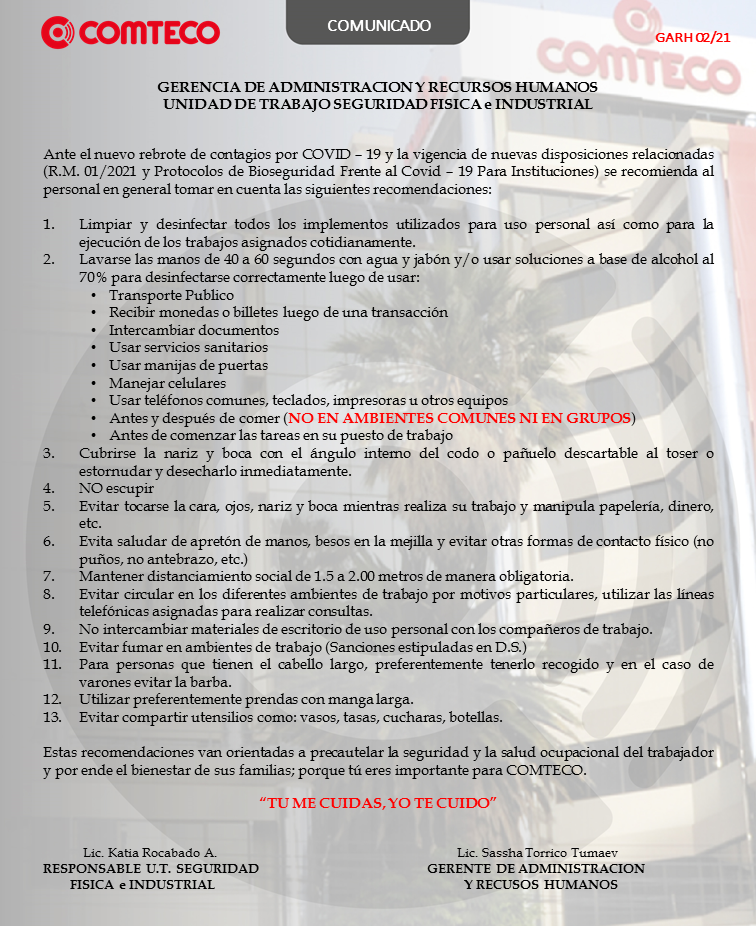 COMTECO
COMUNICADO
GARH 02/21
COMTECO
GERENCIA DE ADMINISTRACION Y RECURSOS HUMANOS
UNIDAD DE TRABAJO SEGURIDAD FISICA e INDUSTRIAL
Ante el nuevo rebrote de contagios por COVID – 19 y la vigencia de nuevas disposiciones relacionadas
(R.M. 01/2021 y Protocolos de Bioseguridad Frente al Covid – 19 Para Instituciones) se recomienda al
personal en general tomar en cuenta las siguientes recomendaciones:
1. Limpiar y desinfectar todos los implementos utilizados para uso personal así como para la
ejecución de los trabajos asignados cotidianamente.
2. Lavarse las manos de 40 a 60 segundos con agua y jabón y/o usar soluciones a base de alcohol al
70% para desinfectarse correctamente luego de usar:
• Transporte Publico
• Recibir monedas o billetes luego de una transacción
• Intercambiar documentos
• Usar servicios sanitarios
• Usar manijas de puertas
• Manejar celulares
• Usar teléfonos comunes, teclados, impresoras u otros equipos
• Antes y después de comer (NO EN AMBIENTES COMUNES NI EN GRUPOS)
• Antes de comenzar las tareas en su puesto de trabajo
3. Cubrirse la nariz y boca con el ángulo interno del codo o pañuelo descartable al toser o
estornudar y desecharlo inmediatamente.
4. NO escupir
5. Evitar tocarse la cara, ojos, nariz y boca mientras realiza su trabajo y manipula papelería, dinero,
etc.
6. Evita saludar de apretón de manos, besos en la mejilla y evitar otras formas de contacto físico (no
puños, no antebrazo, etc.)
7. Mantener distanciamiento social de 1.5 a 2.00 metros de manera obligatoria.
8. Evitar circular en los diferentes ambientes de trabajo por motivos particulares, utilizar las líneas
telefónicas asignadas para realizar consultas.
9. No intercambiar materiales de escritorio de uso personal con los compañeros de trabajo.
10. Evitar fumar en ambientes de trabajo (Sanciones estipuladas en D.S.)
11. Para personas que tienen el cabello largo, preferentemente tenerlo recogido y en el caso de
varones evitar la barba.
12. Utilizar preferentemente prendas con manga larga.
13. Evitar compartir utensilios como: vasos, tasas, cucharas, botellas.
Estas recomendaciones van orientadas a precautelar la seguridad y la salud ocupacional del trabajador
y por ende el bienestar de sus familias; porque tú eres importante para COMTECO.
“TU ME CUIDAS, YO TE CUIDO”
Lic. Katia Rocabado A.
RESPONSABLE U.T. SEGURIDAD
FISICA e INDUSTRIAL
Lic. Sassha Torrico Tumaev
GERENTE DE ADMINISTRACION
Y RECUSOS HUMANOS